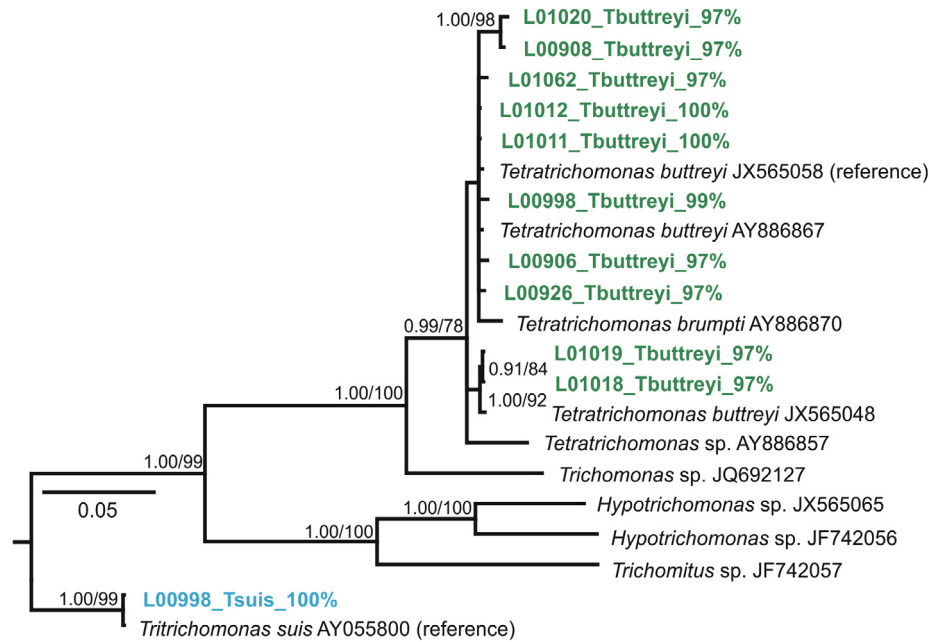 1.00/98
L01020_Tbuttreyi_97%
L00908_Tbuttreyi_97%
L01062_Tbuttreyi_97%
L01012_Tbuttreyi_100%
L01011_Tbuttreyi_100%
Tetratrichomonas buttreyi JX565058 (reference)
L00998_Tbuttreyi_99%
Tetratrichomonas buttreyi AY886867
L00906_Tbuttreyi_97%
L00926_Tbuttreyi_97%
Tetratrichomonas brumpti AY886870
0.99/78
L01019_Tbuttreyi_97%
0.91/84
L01018_Tbuttreyi_97%
1.00/92
Tetratrichomonas buttreyi JX565048
1.00/100
Tetratrichomonas sp. AY886857
1.00/99
Trichomonas sp. JQ692127
0.05
Hypotrichomonas sp. JX565065
1.00/100
1.00/100
Hypotrichomonas sp. JF742056
Trichomitus sp. JF742057
1.00/99
L00998_Tsuis_100%
Tritrichomonas suis AY055800 (reference)